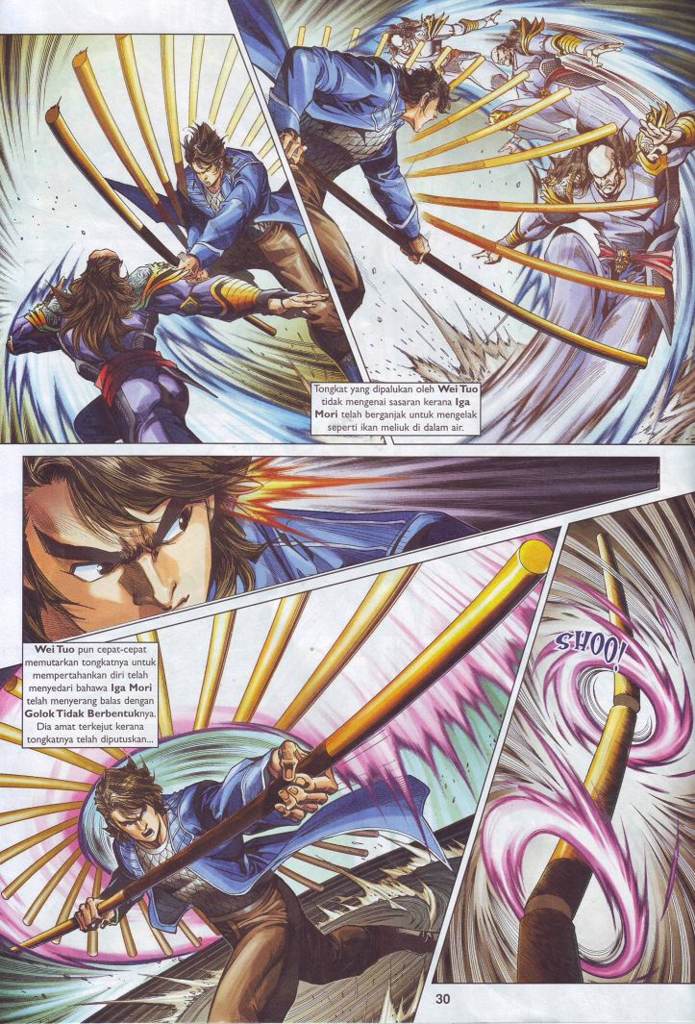 Tongkat yang dipalukan oleh Wei Tuo
tidak mengenai sasaran kerana Iga
Mori telah berganjak untuk mengelak
seperti ikan meliuk di dalam air.
Wei Tuo pun cepat-cepat
memutarkan tongkatnya untuk
mempertahankan diri telah
menyedari bahawa Iga Mori
telah menyerang balas dengan
Golok Tidak Berbentuknya.
Dia amat terkejut kerana
tongkatnya telah diputuskan...
SHOO!
30